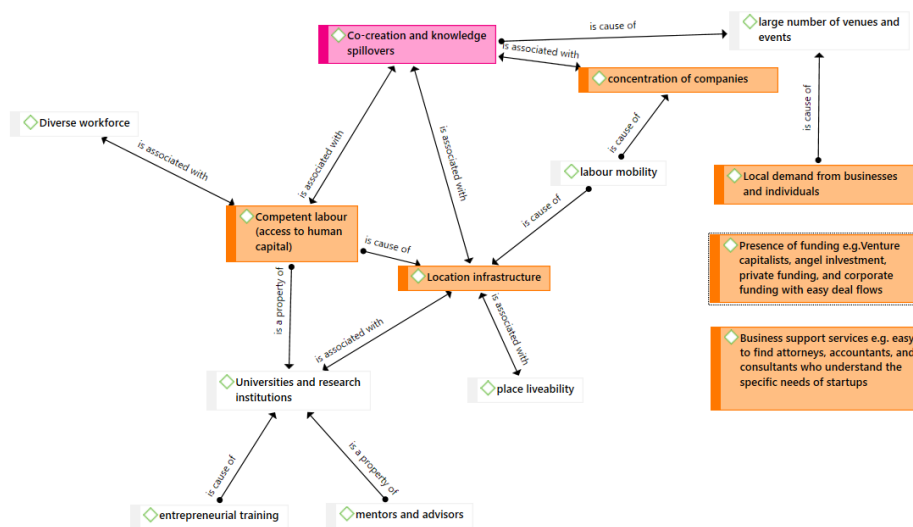 Co-creation and knowledge
spillovers
is cause of
large number of venues and
events
is associated with
concentration of companies
Diverse workforce
is associated with
is associated with
is associated with
is cause of
is cause of
labour mobility
Local demand from businesses
and individuals
is cause of
Competent labour
(access to human
capital)
is cause of
Location infrastructure
Presence of funding e.g.Venture
capitalists, angel inlvestment,
private funding, and corporate
funding with easy deal flows
is a property of
is associated with
is associated with
Business support services e.g. easy
to find attorneys, accountants, and
consultants who understand the
specific needs of startups
Universities and research
institutions
place liveability
is cause of
is a property of
entrepreneurial training
mentors and advisors